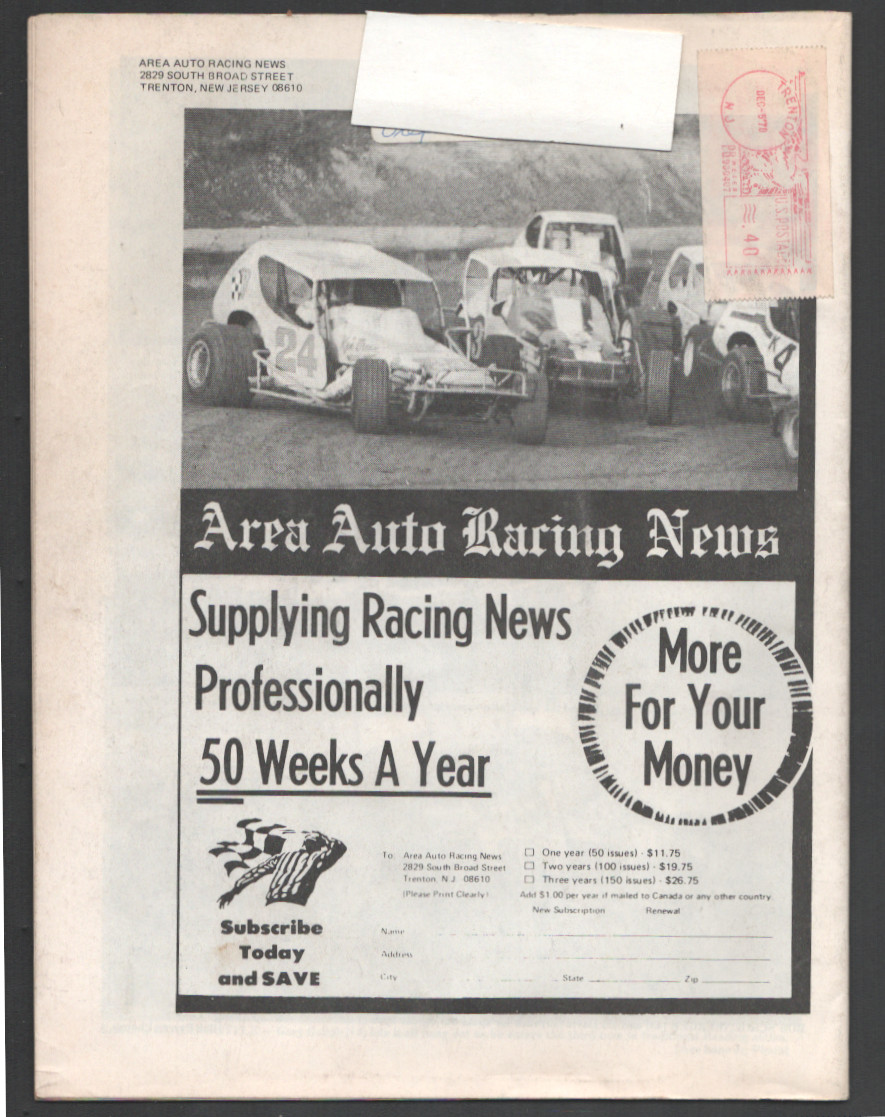 AREA AUTO RACING NEWS
2829 SOUTH BROAD STREET
TRENTON, NEW JERSEY 08610
TRENTON
N.J.
U.S. POSTAGE
.40
24
Area Auto Racing News
Supplying Racing News
Professionally
50 Weeks A Year
More
For Your
Money
Subscribe
Today
and SAVE
To: Area Auto Racing News
2829 South Broad Street
Trenton, N.J. 08610
(Please Print Clearly)
One year (50 issues) - $11.75
Two years (100 issues) - $19.75
Three years (150 issues) - $26.75
Add $1.00 per year if mailed to Canada or any other country
New Subscription Renewal
Name
Address
City State Zip